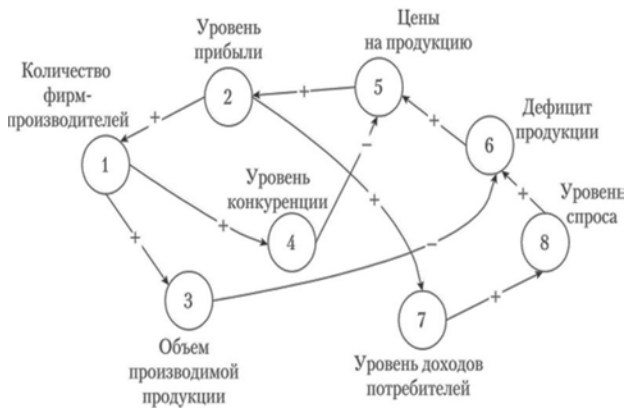 Цены
на продукцию
Уровень
прибыли
Количество
фирм-
производителей
5
+
2
Дефицит
продукции
+
+
6
–
1
Уровень
конкуренции
Уровень
спроса
+
+
+
4
8
+
–
3
7
+
Объем
производимой
продукции
Уровень доходов
потребителей